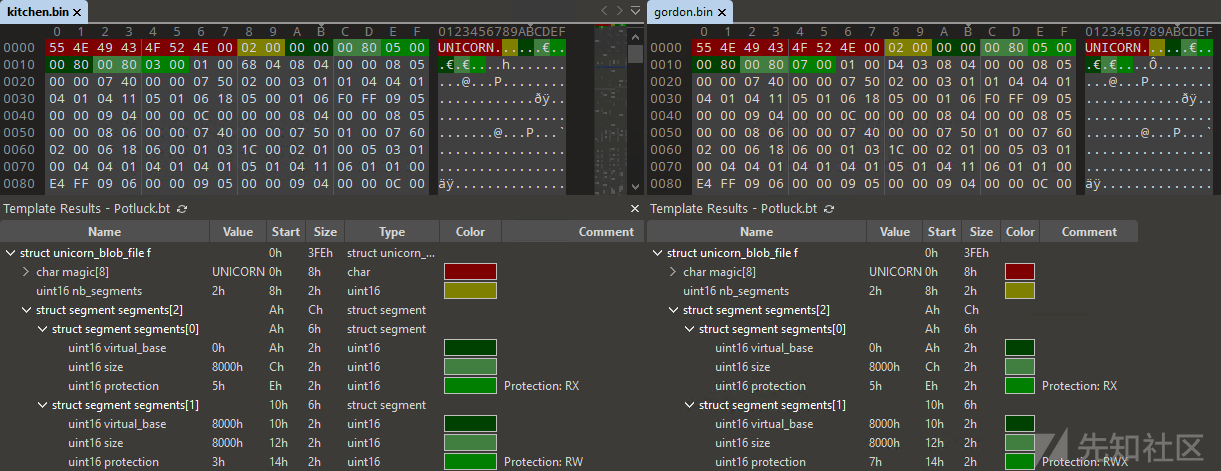 kitchen.bin ×
gordon.bin ×
0 1 2 3 4 5 6 7 8 9 A B C D E F 0123456789ABCDEF
0 1 2 3 4 5 6 7 8 9 A B C D E F 0123456789ABCDEF
0000 55 4E 49 43 4F 52 4E 00 02 00 00 00 00 80 05 00 UNICORN......€..
0000 55 4E 49 43 4F 52 4E 00 02 00 00 00 00 80 05 00 UNICORN......€..
0010 00 80 00 80 03 00 01 00 68 04 08 04 00 00 08 05 .€.€....h.......
0010 00 80 00 80 07 00 01 00 D4 03 08 04 00 00 08 05 .€.€....Ô.......
0020 00 00 07 40 00 00 07 50 02 00 03 01 01 04 04 01 ...@...P........
0020 00 00 07 40 00 00 07 50 02 00 03 01 01 04 04 01 ...@...P........
0030 04 01 04 11 05 01 06 18 05 00 01 06 F0 FF 09 05 ............ðÿ..
0030 04 01 04 11 05 01 06 18 05 00 01 06 F0 FF 09 05 ............ðÿ..
0040 00 00 09 04 00 00 0C 00 00 00 08 04 00 00 08 05 ................
0040 00 00 09 04 00 00 0C 00 00 00 08 04 00 00 08 05 ................
0050 00 00 08 06 00 00 07 40 00 00 07 50 01 00 07 60 .......@...P...`
0050 00 00 08 06 00 00 07 40 00 00 07 50 01 00 07 60 .......@...P...`
0060 02 00 06 18 06 00 01 03 1C 00 02 01 00 05 03 01 ................
0060 02 00 06 18 06 00 01 03 1C 00 02 01 00 05 03 01 ................
0070 00 04 04 01 04 01 04 01 05 01 04 11 06 01 01 00 ................
0070 00 04 04 01 04 01 04 01 05 01 04 11 06 01 01 00 ................
0080 E4 FF 09 06 00 00 09 05 00 00 09 04 00 00 0C 00 äÿ..............
0080 E4 FF 09 06 00 00 09 05 00 00 09 04 00 00 0C 00 äÿ..............
Template Results - Potluck.bt
Template Results - Potluck.bt
Name Value Start Size Type Color Comment
Name Value Start Size Color Comment
struct unicorn_blob_file f 0h 3FEh struct unicorn_...
struct unicorn_blob_file f 0h 3FEh
char magic[8] UNICORN 0h 8h char
char magic[8] UNICORN 0h 8h
uint16 nb_segments 2h 8h 2h uint16
uint16 nb_segments 2h 8h 2h
struct segment segments[2] Ah Ch struct segment
struct segment segments[2] Ah Ch
struct segment segments[0] Ah 6h struct segment
struct segment segments[0] Ah 6h
uint16 virtual_base 0h Ah 2h uint16
uint16 virtual_base 0h Ah 2h
uint16 size 8000h Ch 2h uint16
uint16 size 8000h Ch 2h
uint16 protection 5h Eh 2h uint16 Protection: RX
uint16 protection 5h Eh 2h Protection: RX
struct segment segments[1] 10h 6h struct segment
struct segment segments[1] 10h 6h
uint16 virtual_base 8000h 10h 2h uint16
uint16 virtual_base 8000h 10h 2h
uint16 size 8000h 12h 2h uint16
uint16 size 8000h 12h 2h
uint16 protection 3h 14h 2h uint16 Protection: RW
uint16 protection 7h 14h 2h Protection: RWX
先知社区